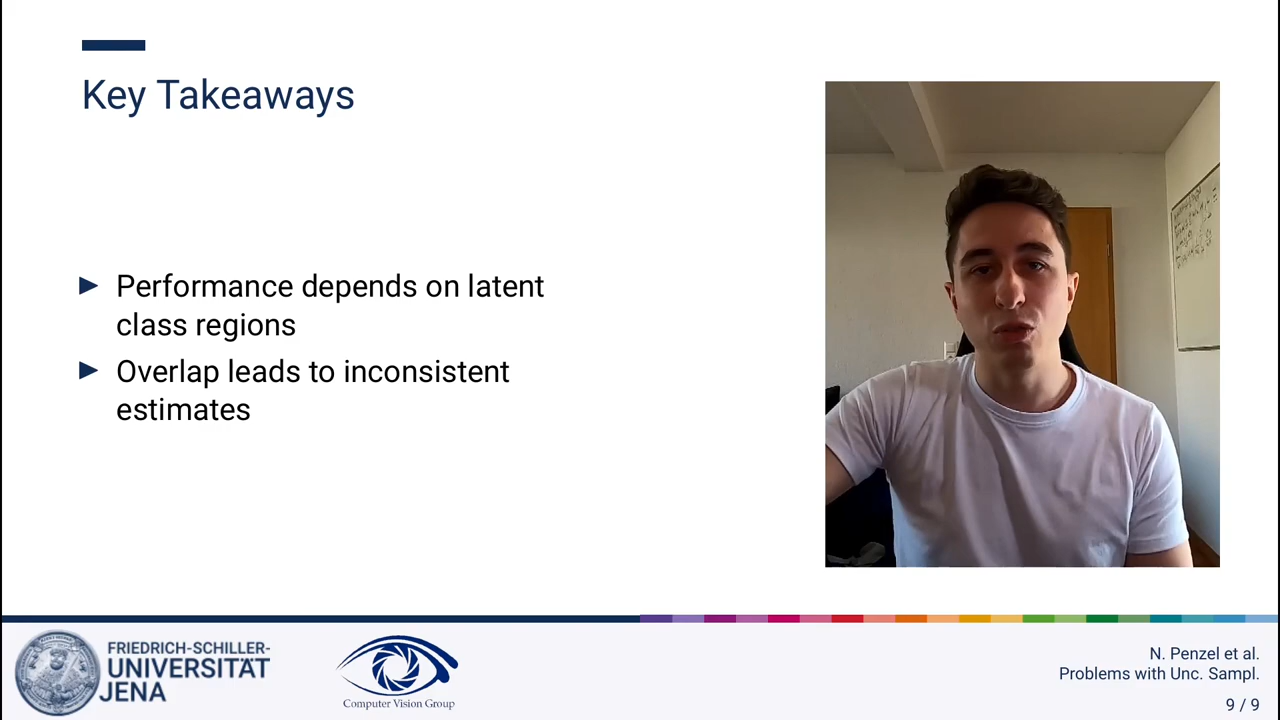 Key Takeaways
Performance depends on latent
class regions
Overlap leads to inconsistent
estimates
FRIEDRICH-SCHILLER-
UNIVERSITÄT
JENA
Computer Vision Group
N. Penzel et al.
Problems with Unc. Sampl.
9 / 9